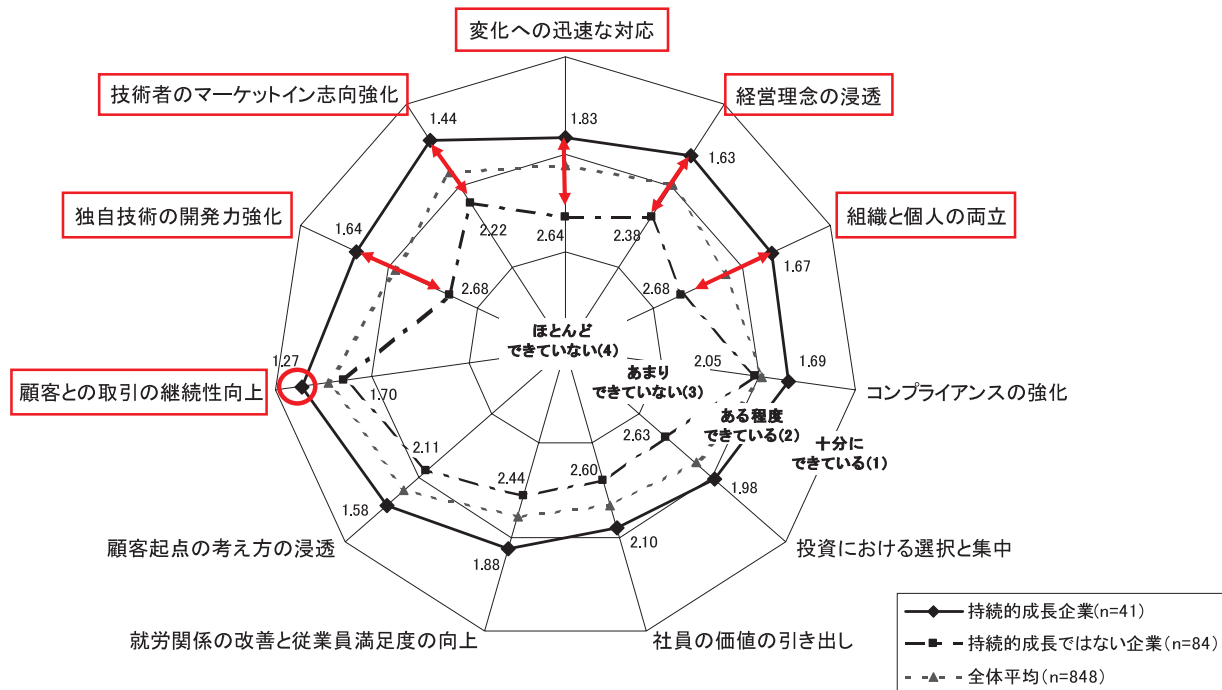 変化への迅速な対応
技術者のマーケットイン志向強化
経営理念の浸透
1.44
1.83
1.63
独自技術の開発力強化
組織と個人の両立
1.64
2.22
2.64
2.38
1.67
2.68
2.68
ほとんど
できていない(4)
1.27
顧客との取引の継続性向上
1.70
あまり
できていない(3)
2.05
1.69
コンプライアンスの強化
ある程度
できている(2)
十分に
できている(1)
2.11
2.44
2.60
2.63
1.98
1.58
顧客起点の考え方の浸透
1.88
2.10
投資における選択と集中
就労関係の改善と従業員満足度の向上
社員の価値の引き出し
持続的成長企業(n=41)
持続的成長ではない企業(n=84)
全体平均(n=848)